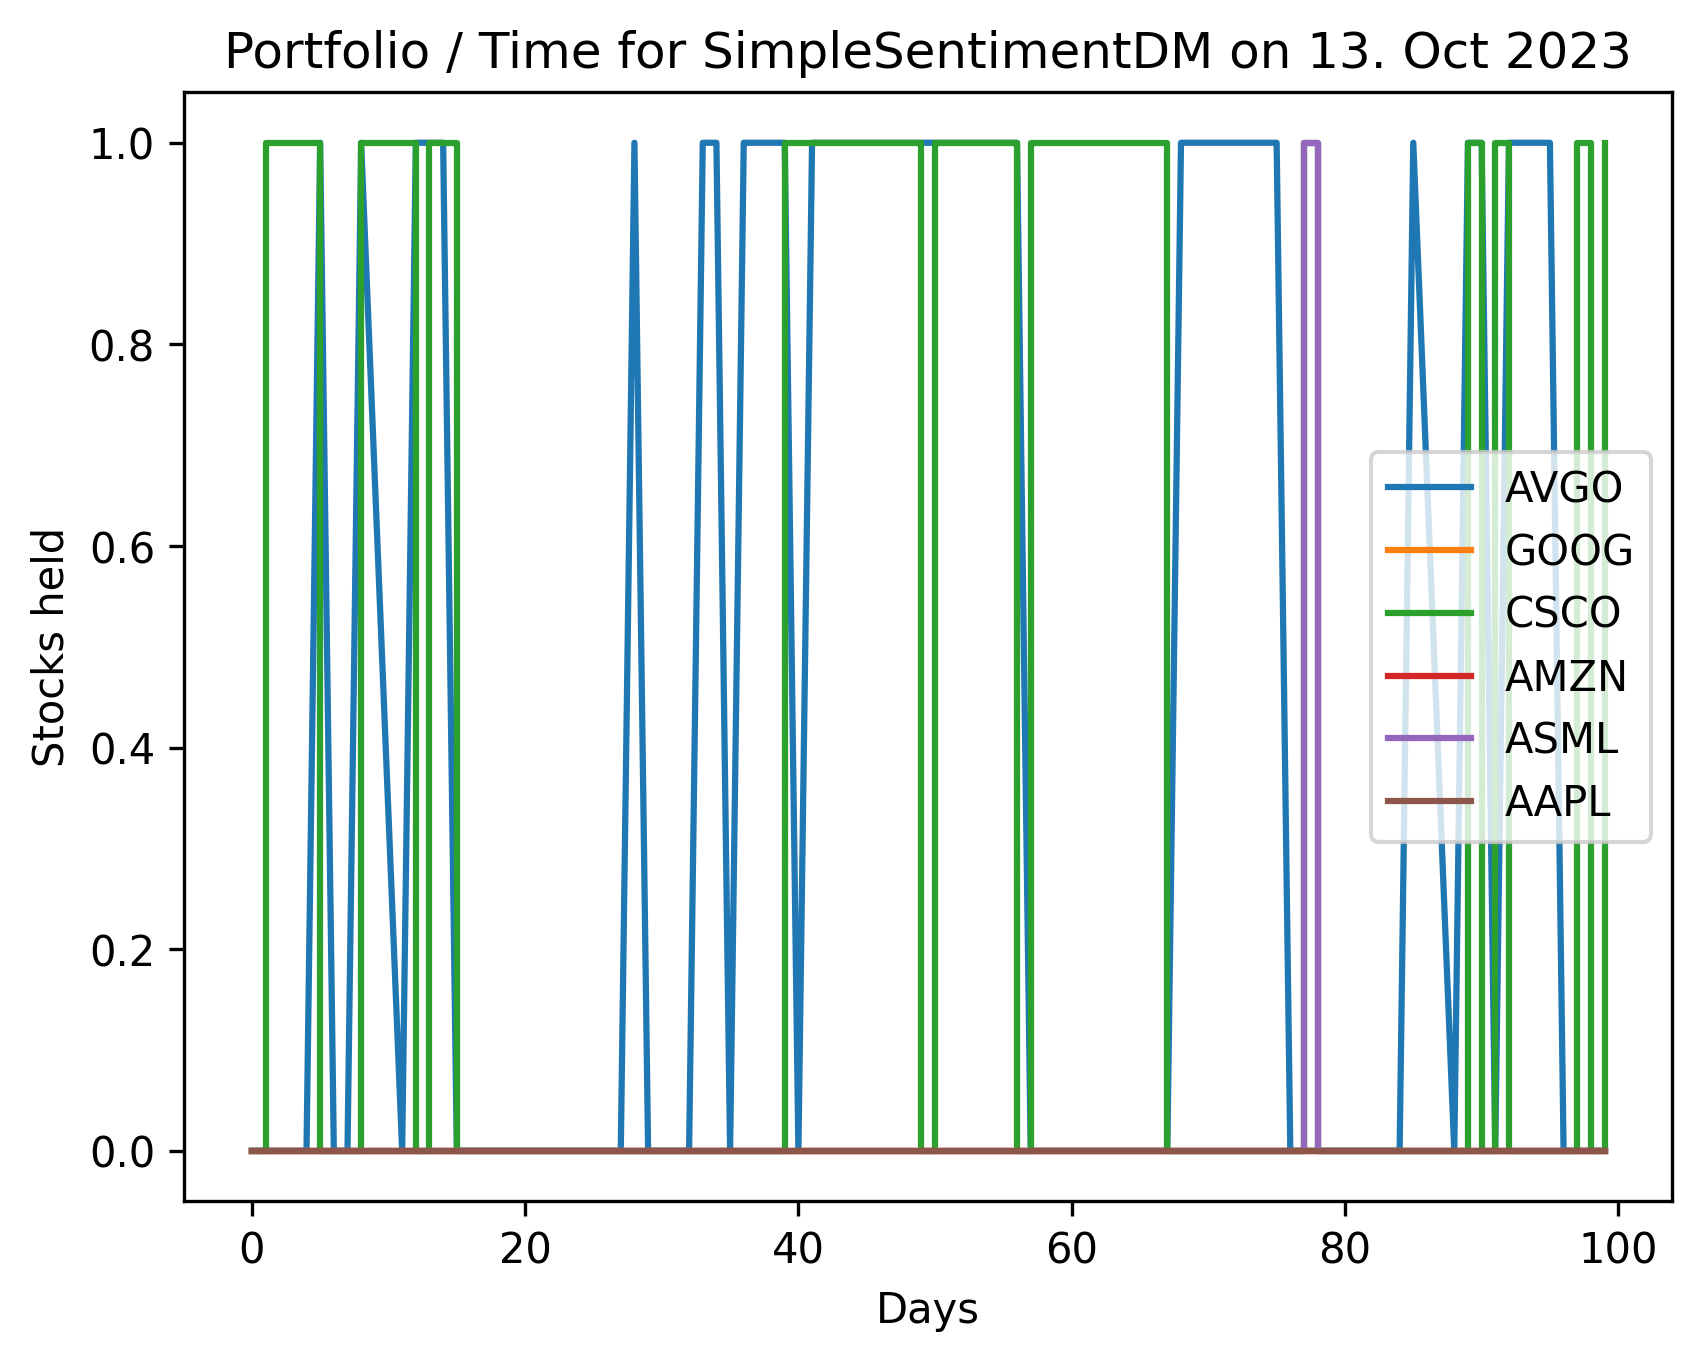 Portfolio / Time for SimpleSentimentDM on 13. Oct 2023
Stocks held
1.0
0.8
0.6
0.4
0.2
0.0
AVGO
GOOG
CSCO
AMZN
ASML
AAPL
0 20 40 60 80 100
Days